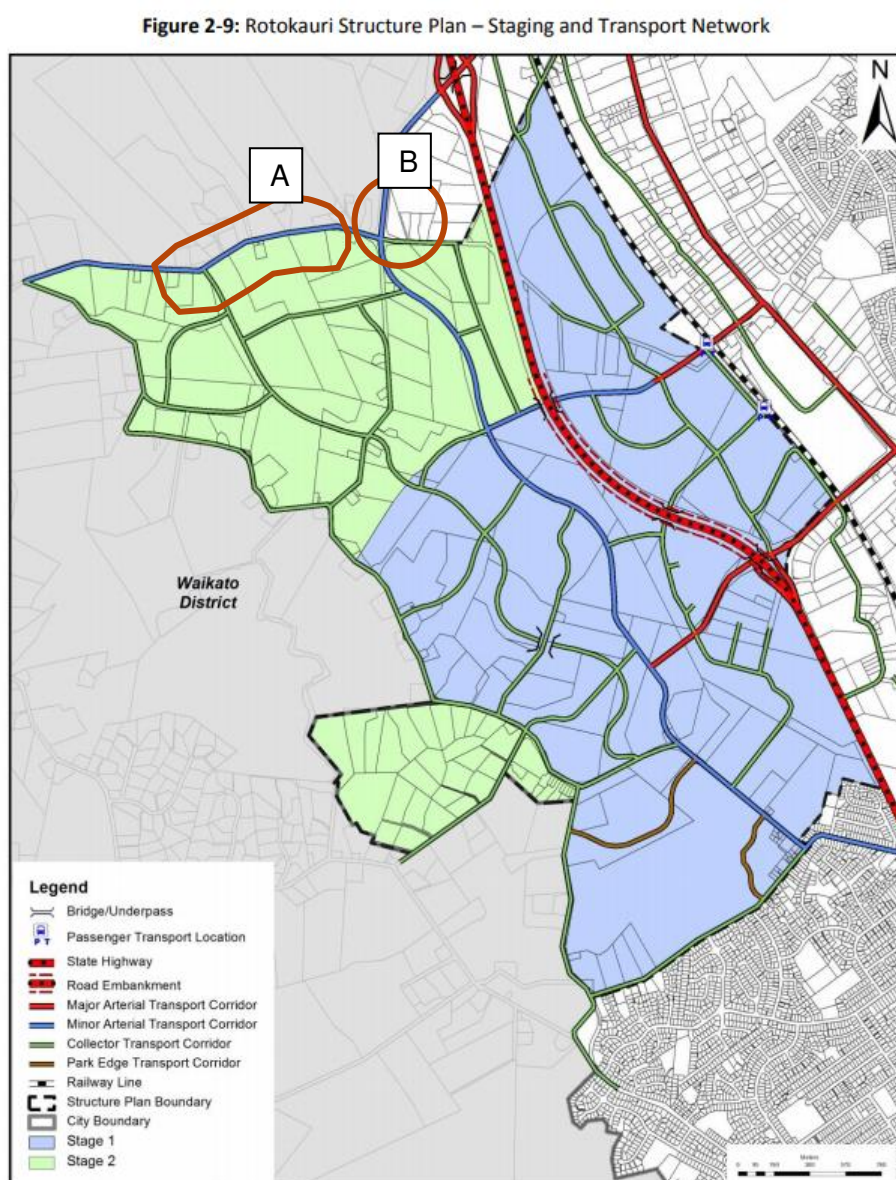 Figure 2-9: Rotokauri Structure Plan – Staging and Transport Network
N
A
B
Waikato
District
Legend
Bridge/Underpass
P T
Passenger Transport Location
State Highway
Road Embankment
Major Arterial Transport Corridor
Minor Arterial Transport Corridor
Collector Transport Corridor
Park Edge Transport Corridor
Railway Line
Structure Plan Boundary
City Boundary
Stage 1
Stage 2
Meters